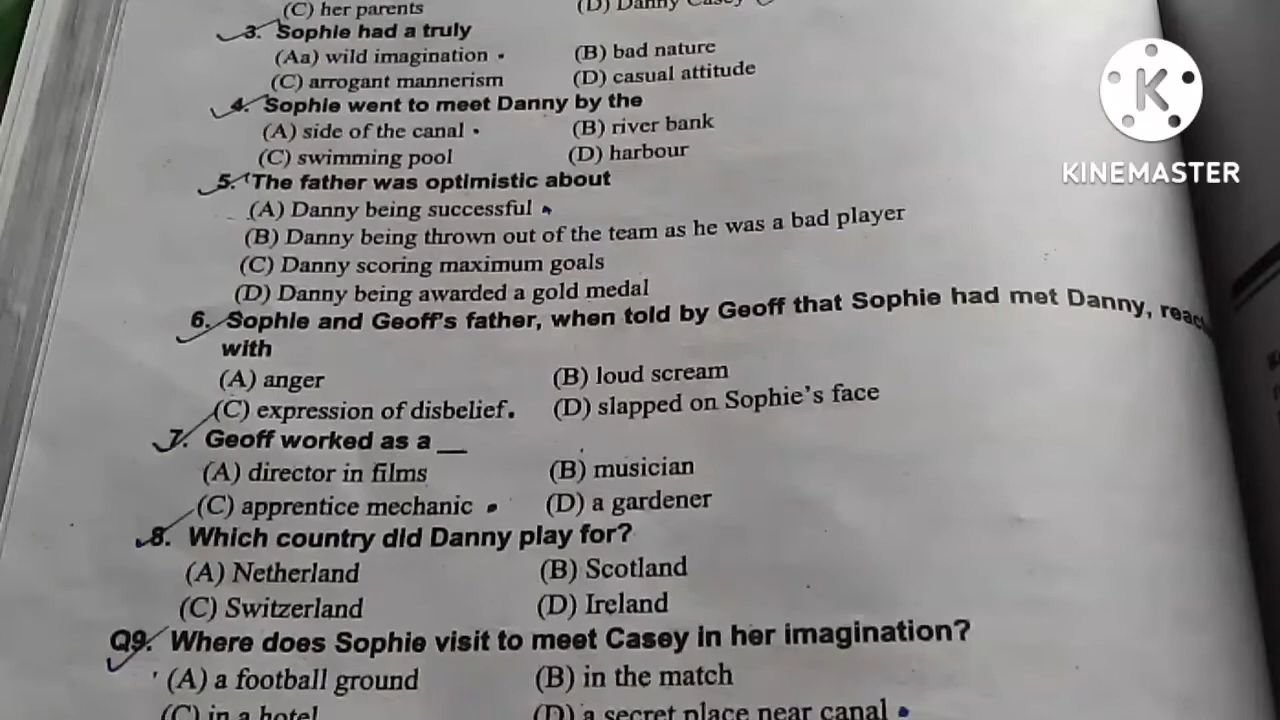 (C) her parents (D) Danny Casey
3. Sophie had a truly
(Aa) wild imagination (B) bad nature
(C) arrogant mannerism (D) casual attitude
4. Sophie went to meet Danny by the
(A) side of the canal (B) river bank
(C) swimming pool (D) harbour
5. The father was optimistic about
(A) Danny being successful
(B) Danny being thrown out of the team as he was a bad player
(C) Danny scoring maximum goals
(D) Danny being awarded a gold medal
6. Sophie and Geoff's father, when told by Geoff that Sophie had met Danny,
with
(A) anger (B) loud scream
(C) expression of disbelief. (D) slapped on Sophie's face
7. Geoff worked as a __
(A) director in films (B) musician
(C) apprentice mechanic (D) a gardener
8. Which country did Danny play for?
(A) Netherland (B) Scotland
(C) Switzerland (D) Ireland
Q9. Where does Sophie visit to meet Casey in her imagination?
(A) a football ground (B) in the match
(C) in a hotel (D) a secret place near canal
K
KINEMASTER